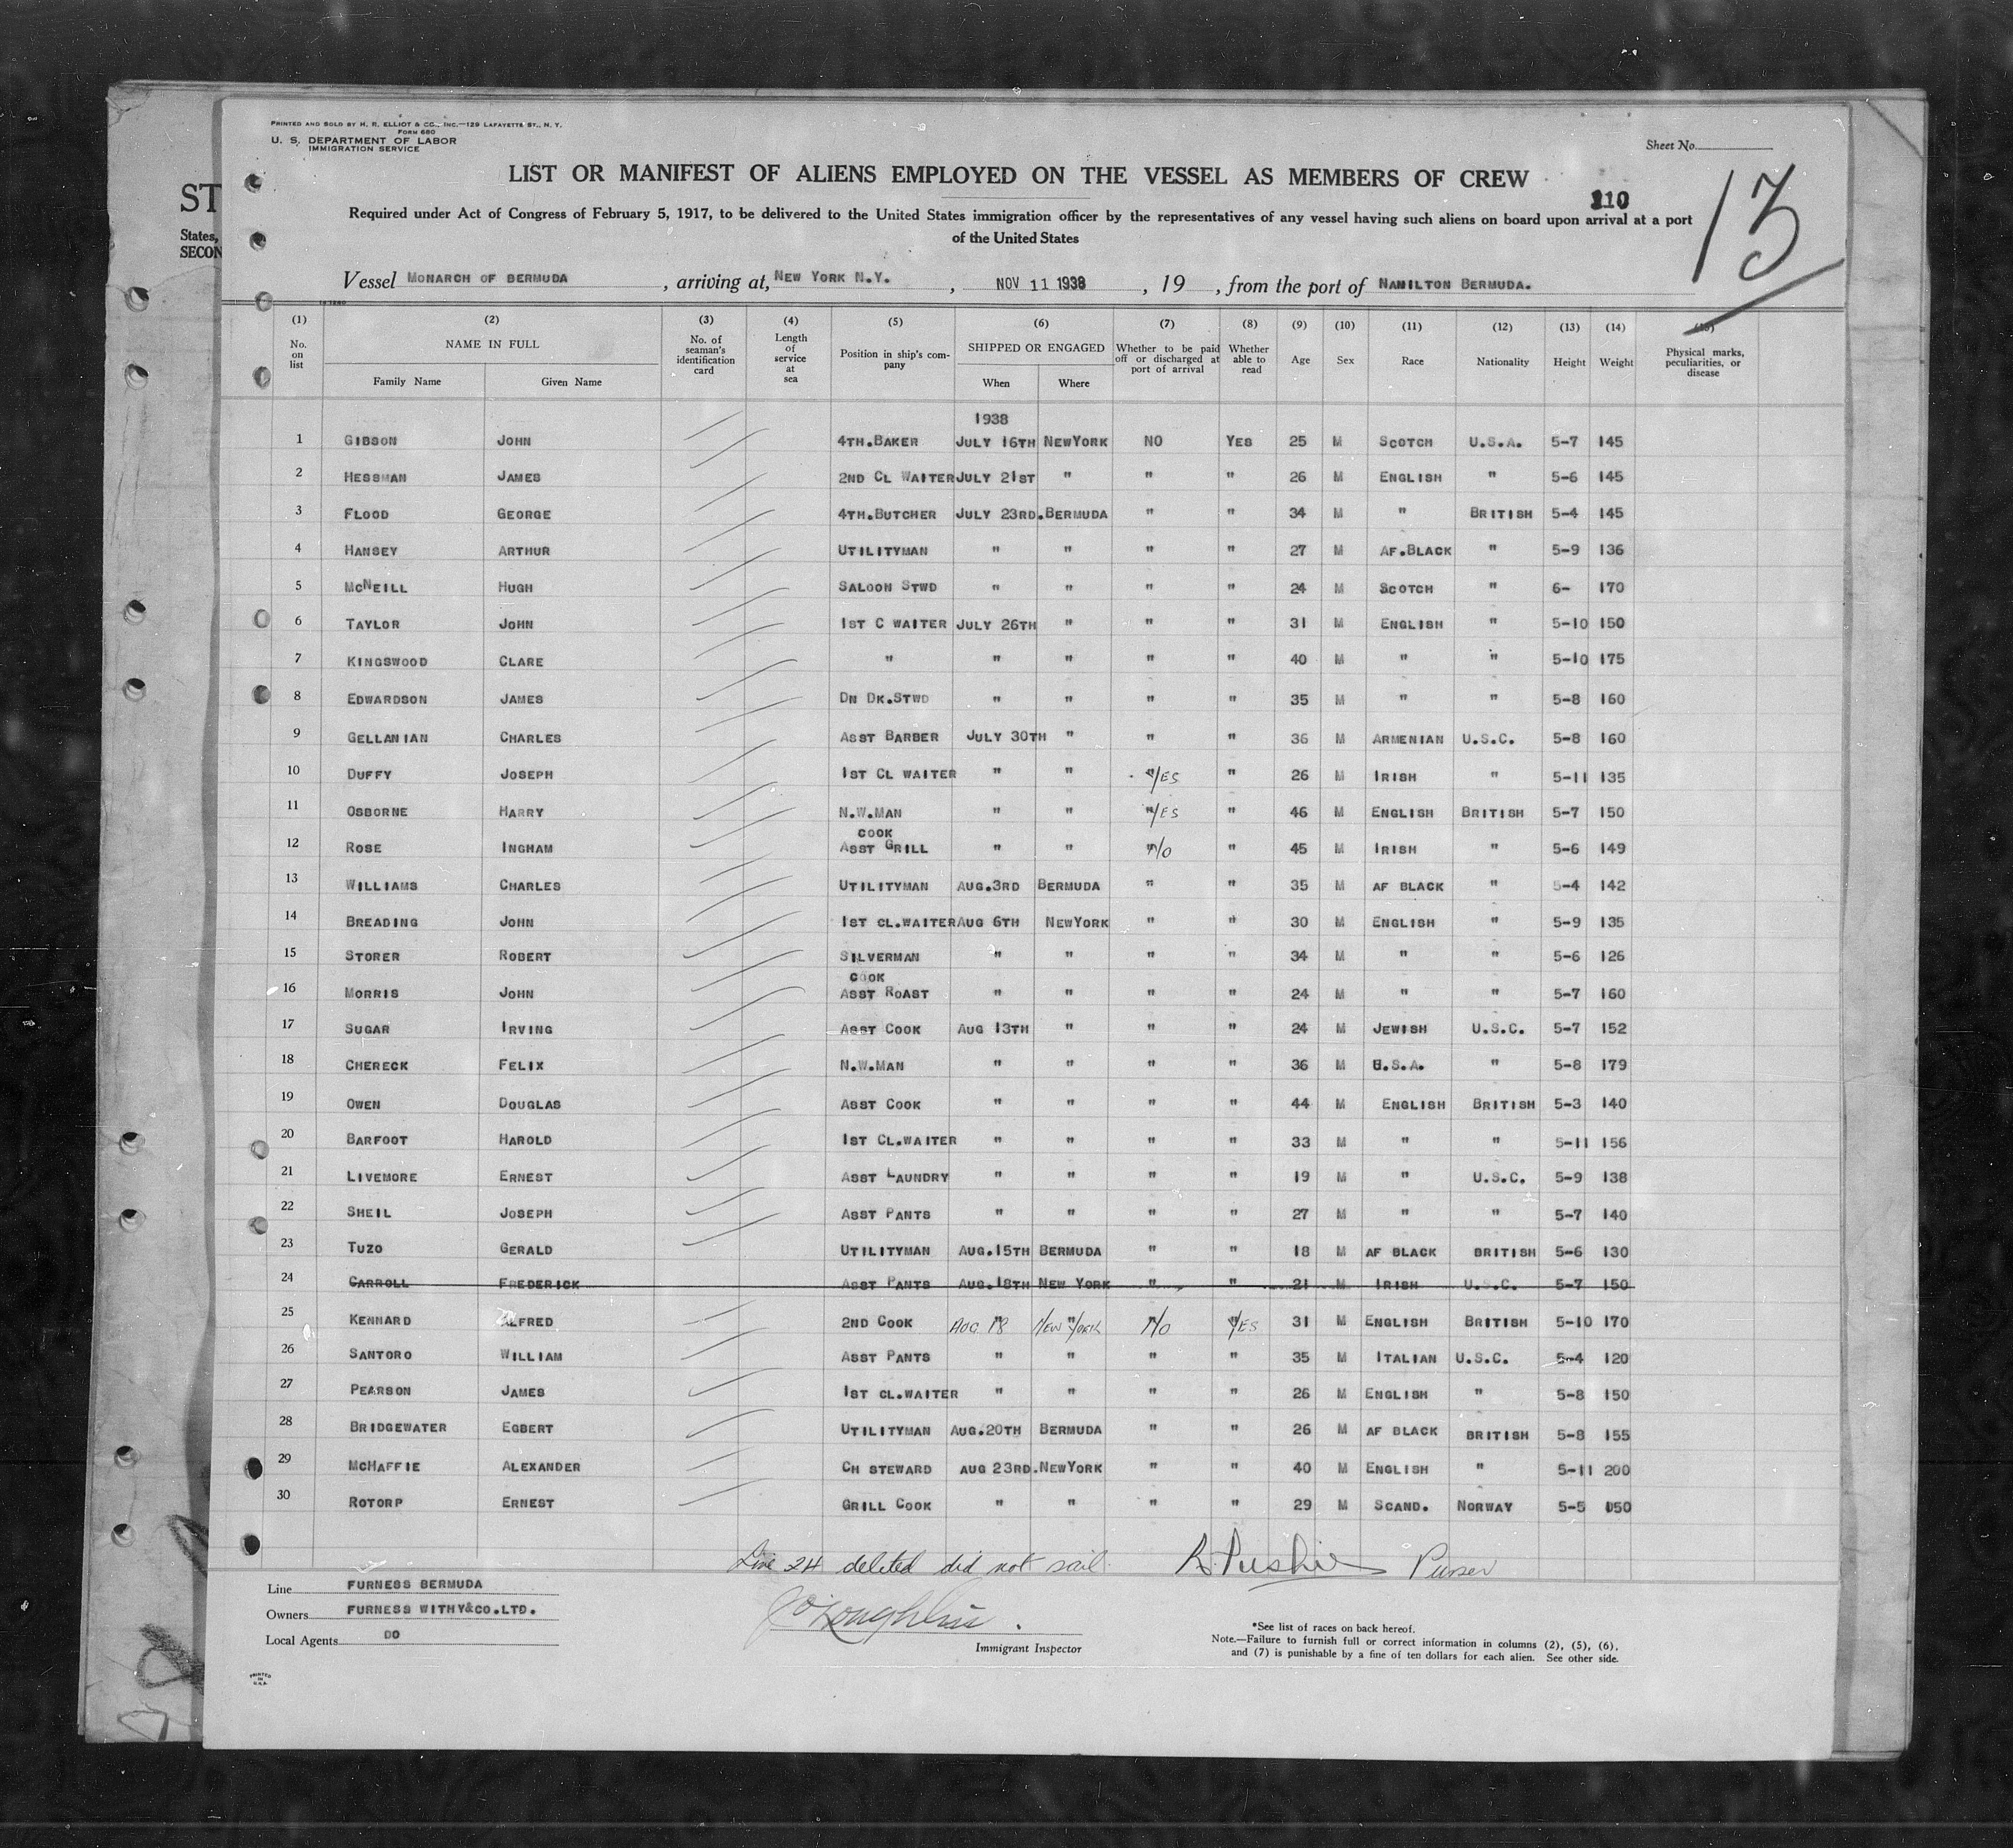 PRINTED AND SOLD BY H. R. ELLIOT & CO., INC.—129 LAFAYETTE ST., N. Y.
FORM 680
U. S. DEPARTMENT OF LABOR
IMMIGRATION SERVICE
Sheet No.
LIST OR MANIFEST OF ALIENS EMPLOYED ON THE VESSEL AS MEMBERS OF CREW
110
13
ST
States,
SECON
Required under Act of Congress of February 5, 1917, to be delivered to the United States immigration officer by the representatives of any vessel having such aliens on board upon arrival at a port
of the United States
Vessel MONARCH OF BERMUDA , arriving at, NEW YORK N.Y. , NOV 11 1938 , 19 , from the port of NAMILTON BERMUDA.
(1) (2) (3) (4) (5) (6) (7) (8) (9) (10) (11) (12) (13) (14) (15)
No. on list NAME IN FULL Family Name Given Name No. of seaman's identification card Length of service at sea Position in ship's company SHIPPED OR ENGAGED When Where Whether to be paid off or discharged at port of arrival Whether able to read Age Sex Race Nationality Height Weight Physical marks, peculiarities, or disease
1938
1 GIBSON JOHN 4TH.BAKER JULY 16TH NEWYORK NO YES 25 M SCOTCH U.S.A. 5-7 145
2 HESSMAN JAMES 2ND CL WAITER JULY 21ST " " " 26 M ENGLISH " 5-6 145
3 FLOOD GEORGE 4TH.BUTCHER JULY 23RD. BERMUDA " " 34 M " BRITISH 5-4 145
4 HANSEY ARTHUR UTILITYMAN " " " " 27 M AF.BLACK " 5-9 136
5 MCNEILL HUGH SALOON STWD " " " " 24 M SCOTCH " 6- 170
6 TAYLOR JOHN 1ST C WAITER JULY 26TH " " " 31 M ENGLISH " 5-10 150
7 KINGSWOOD CLARE " " " " " 40 M " " 5-10 175
8 EDWARDSON JAMES DN DK.STWD " " " " 35 M " " 5-8 160
9 GELLANIAN CHARLES ASST BARBER JULY 30TH " " " 36 M ARMENIAN U.S.C. 5-8 160
10 DUFFY JOSEPH 1ST CL WAITER " " YES " 26 M IRISH " 5-11 135
11 OSBORNE HARRY N.W.MAN " " YES " 46 M ENGLISH BRITISH 5-7 150
COOK
12 ROSE INGHAM ASST GRILL " " NO " 45 M IRISH " 5-6 149
13 WILLIAMS CHARLES UTILITYMAN AUG.3RD BERMUDA " " 35 M AF BLACK " 5-4 142
14 BREADING JOHN 1ST CL.WAITER AUG 6TH NEWYORK " " 30 M ENGLISH " 5-9 135
15 STORER ROBERT SILVERMAN " " " " 34 M " " 5-6 126
COOK
16 MORRIS JOHN ASST ROAST " " " " 24 M " " 5-7 160
17 SUGAR IRVING ASST COOK AUG 13TH " " " 24 M JEWISH U.S.C. 5-7 152
18 CHERECK FELIX N.W.MAN " " " " 36 M U.S.A. " 5-8 179
19 OWEN DOUGLAS ASST COOK " " " " 44 M ENGLISH BRITISH 5-3 140
20 BARFOOT HAROLD 1ST CL.WAITER " " " " 33 M " " 5-11 156
21 LIVEMORE ERNEST ASST LAUNDRY " " " " 19 M " U.S.C. 5-9 138
22 SHEIL JOSEPH ASST PANTS " " " " 27 M " " 5-7 140
23 TUZO GERALD UTILITYMAN AUG.15TH BERMUDA " " 18 M AF BLACK BRITISH 5-6 130
24 CARROLL FREDERICK ASST PANTS AUG.18TH NEW YORK " " 21 M IRISH U.S.C. 5-7 150
25 KENNARD ALFRED 2ND COOK AUG 18 NEW YORK NO YES 31 M ENGLISH BRITISH 5-10 170
26 SANTORO WILLIAM ASST PANTS " " " " 35 M ITALIAN U.S.C. 5-4 120
27 PEARSON JAMES 1ST CL.WAITER " " " " 26 M ENGLISH " 5-8 150
28 BRIDGEWATER EGBERT UTILITYMAN AUG.20TH BERMUDA " " 26 M AF BLACK BRITISH 5-8 155
29 MCHAFFIE ALEXANDER CH STEWARD AUG 23RD. NEWYORK " " 40 M ENGLISH " 5-11 200
30 ROTORP ERNEST GRILL COOK " " " " 29 M SCAND. NORWAY 5-5 150
Line 24 deleted did not sail. Purser
Line FURNESS BERMUDA
Owners FURNESS WITHY&CO.LTD.
Local Agents DO
J O'Loughlin.
Immigrant Inspector
*See list of races on back hereof.
Note.—Failure to furnish full or correct information in columns (2), (5), (6),
and (7) is punishable by a fine of ten dollars for each alien. See other side.
PRINTED
IN
U.S.A.